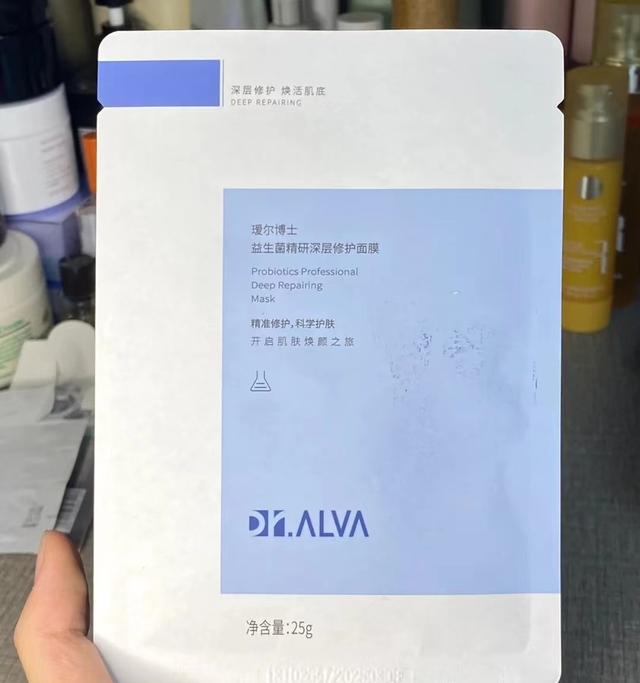 深层修护 焕活肌底
DEEP REPAIRING
瑷尔博士
益生菌精研深层修护面膜
Probiotics Professional
Deep Repairing
Mask
精准修护,科学护肤
开启肌肤焕颜之旅
Dr.ALVA
净含量:25g